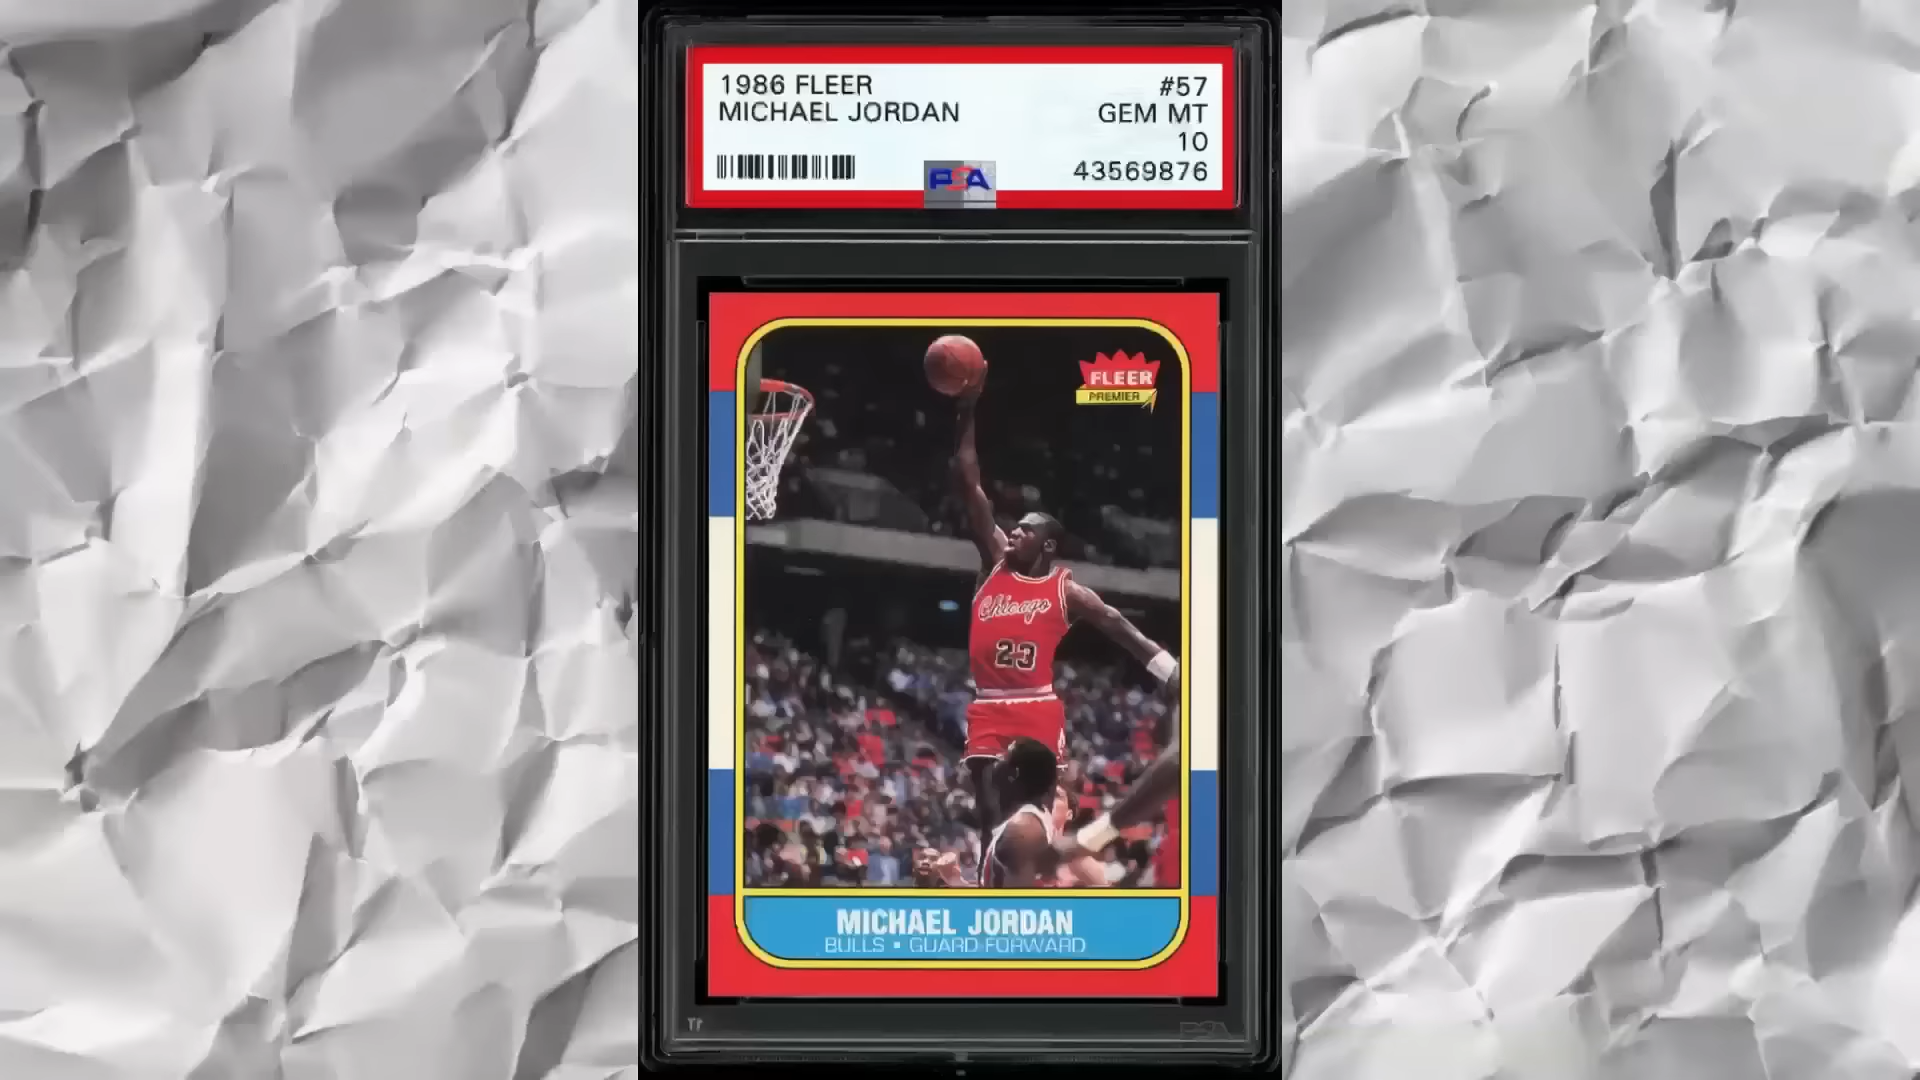 1986 FLEER #57
MICHAEL JORDAN GEM MT
10
PSA 43569876
FLEER
PREMIER
Chicago
23
MICHAEL JORDAN
BULLS ▪ GUARD-FORWARD
PSA